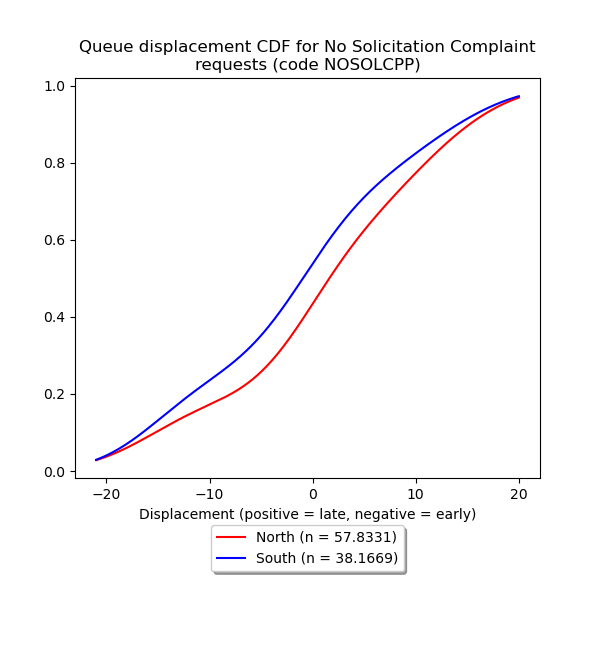 Queue displacement CDF for No Solicitation Complaint
requests (code NOSOLCPP)
1.0
0.8
0.6
0.4
0.2
0.0
−20 −10 0 10 20
Displacement (positive = late, negative = early)
North (n = 57.8331)
South (n = 38.1669)